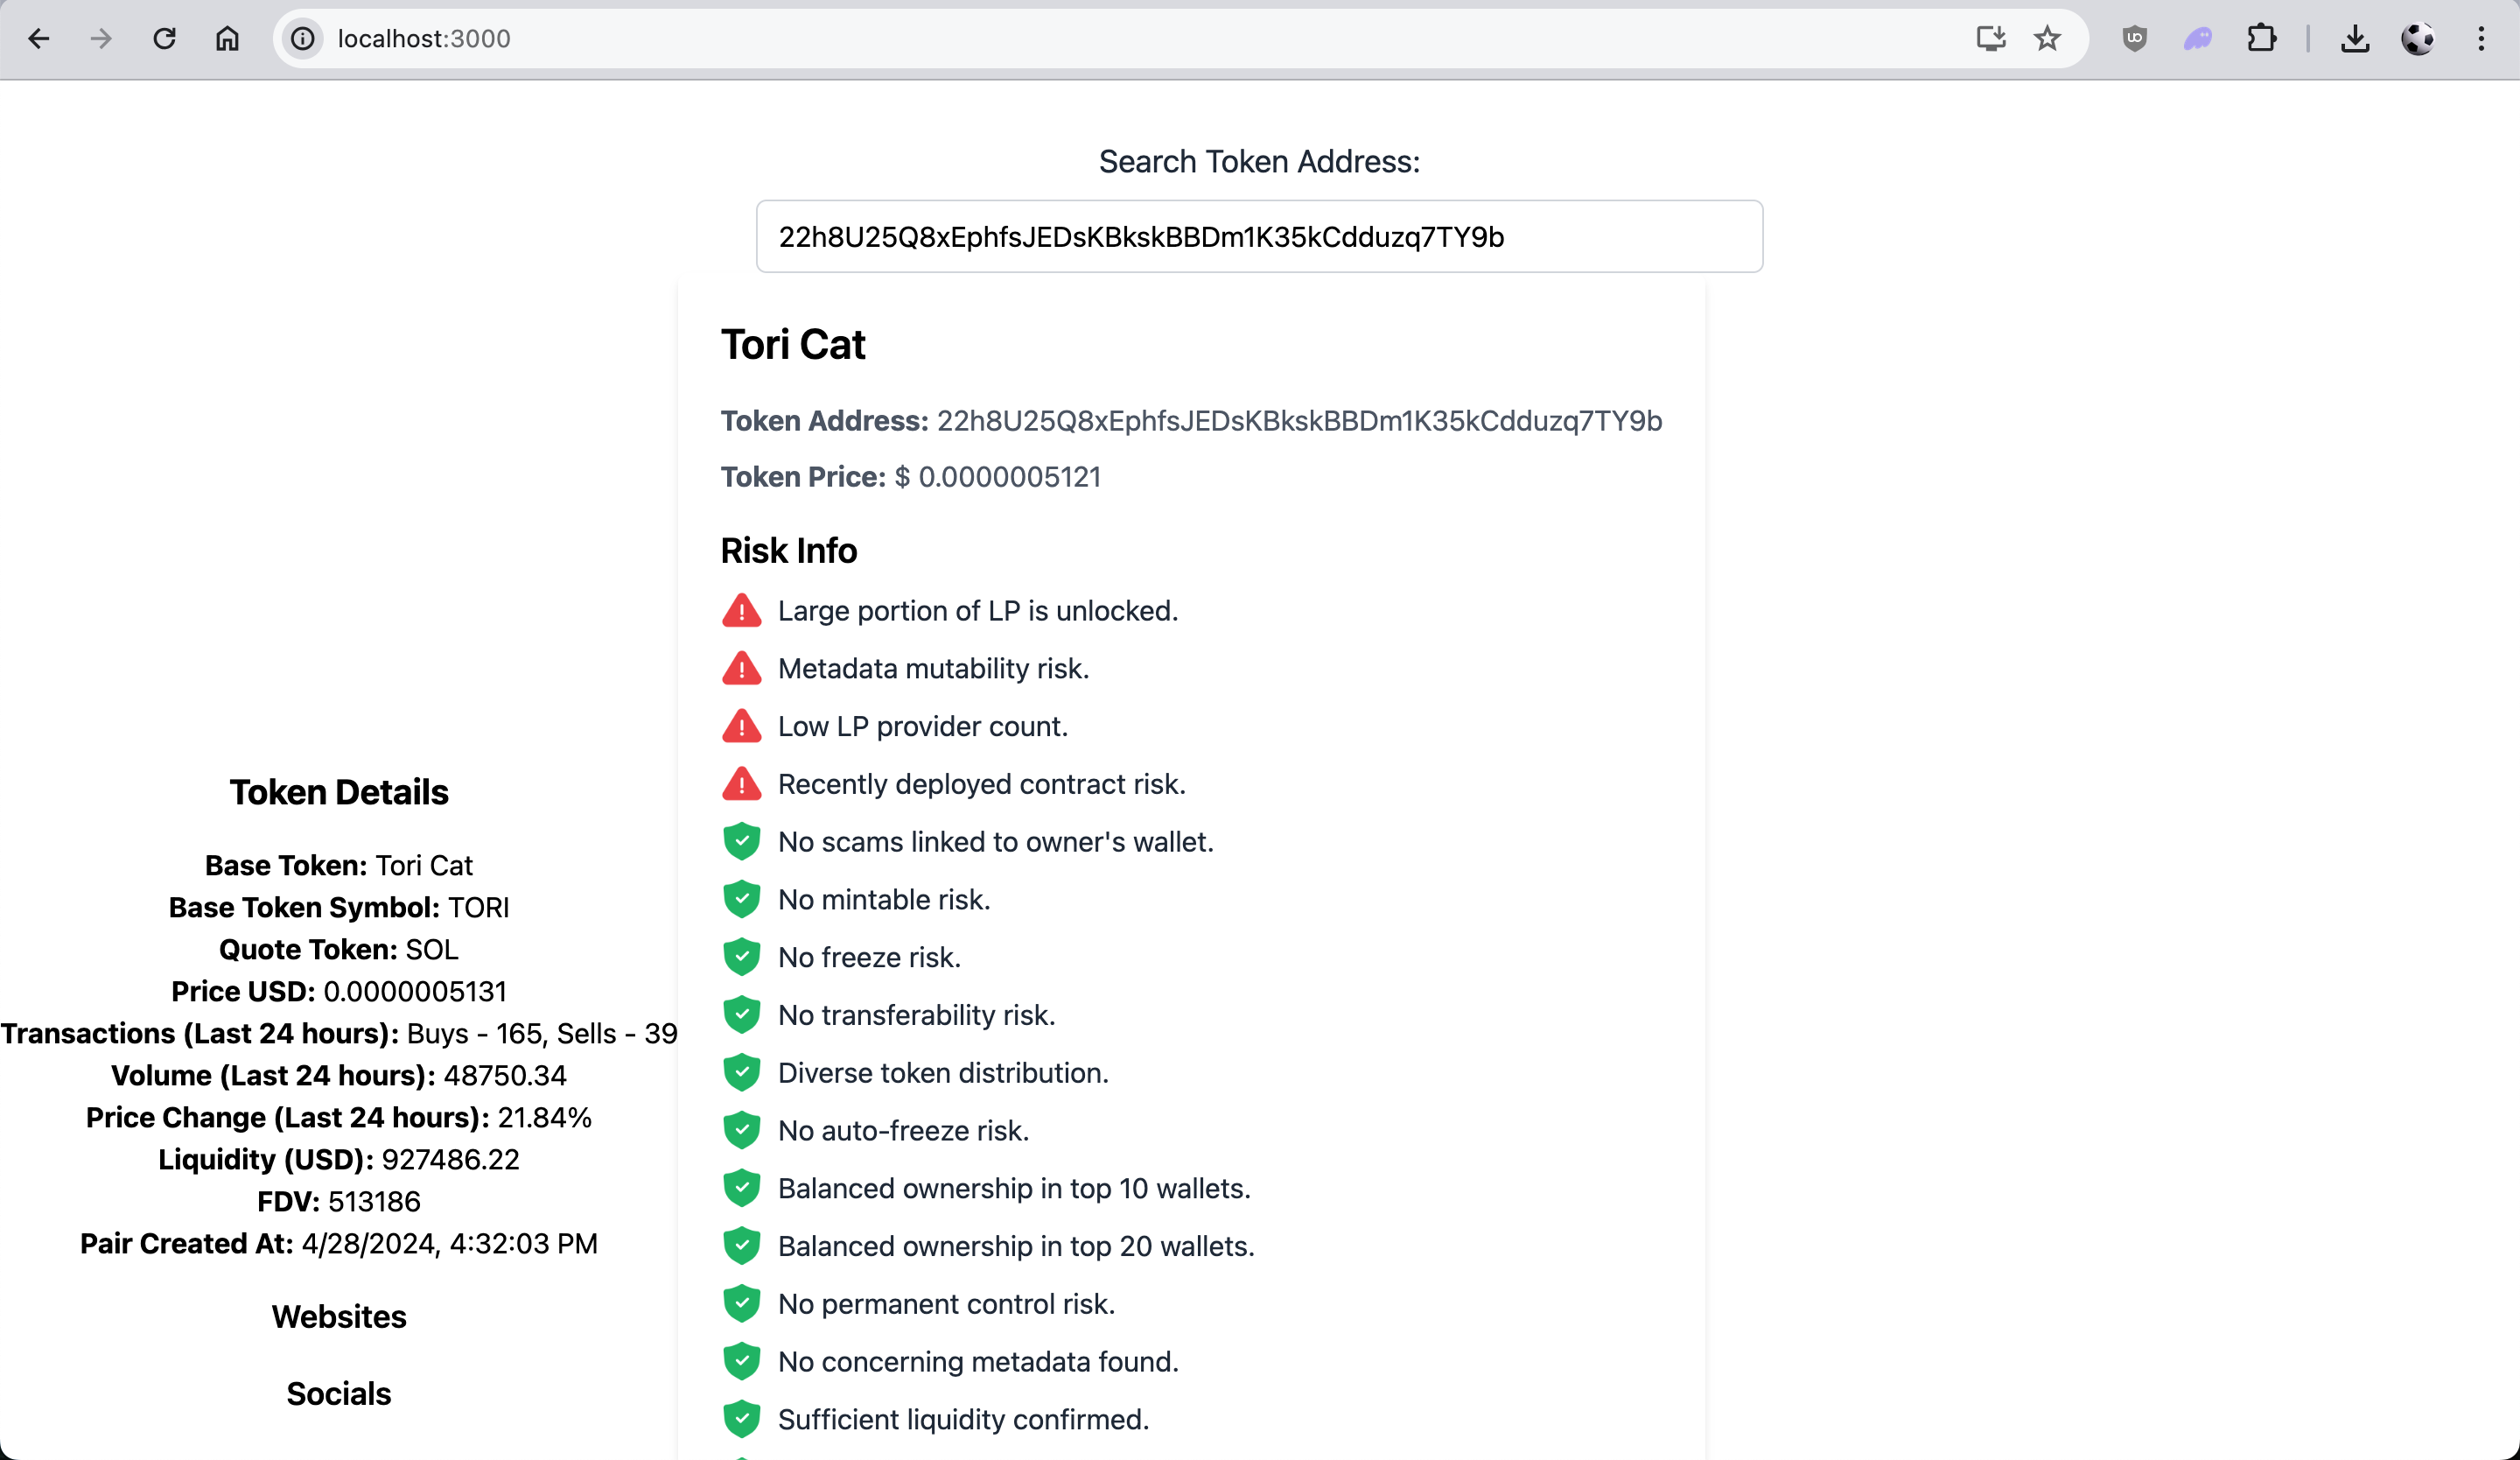 localhost:3000
Search Token Address:
22h8U25Q8xEphfsJEDsKBkskBBDm1K35kCdduzq7TY9b
Tori Cat
Token Address: 22h8U25Q8xEphfsJEDsKBkskBBDm1K35kCdduzq7TY9b
Token Price: $ 0.0000005121
Risk Info
Large portion of LP is unlocked.
Metadata mutability risk.
Low LP provider count.
Recently deployed contract risk.
No scams linked to owner's wallet.
No mintable risk.
No freeze risk.
No transferability risk.
Diverse token distribution.
No auto-freeze risk.
Balanced ownership in top 10 wallets.
Balanced ownership in top 20 wallets.
No permanent control risk.
No concerning metadata found.
Sufficient liquidity confirmed.
Token Details
Base Token: Tori Cat
Base Token Symbol: TORI
Quote Token: SOL
Price USD: 0.0000005131
Transactions (Last 24 hours): Buys - 165, Sells - 39
Volume (Last 24 hours): 48750.34
Price Change (Last 24 hours): 21.84%
Liquidity (USD): 927486.22
FDV: 513186
Pair Created At: 4/28/2024, 4:32:03 PM
Websites
Socials